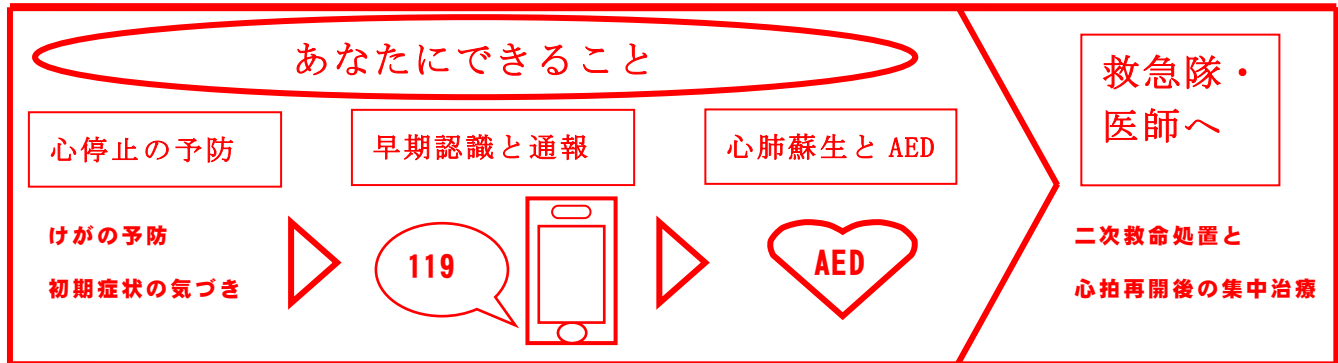 あなたにできること
救急隊・
医師へ
心停止の予防
早期認識と通報
心肺蘇生と AED
けがの予防
初期症状の気づき
119
AED
二次救命処置と
心拍再開後の集中治療